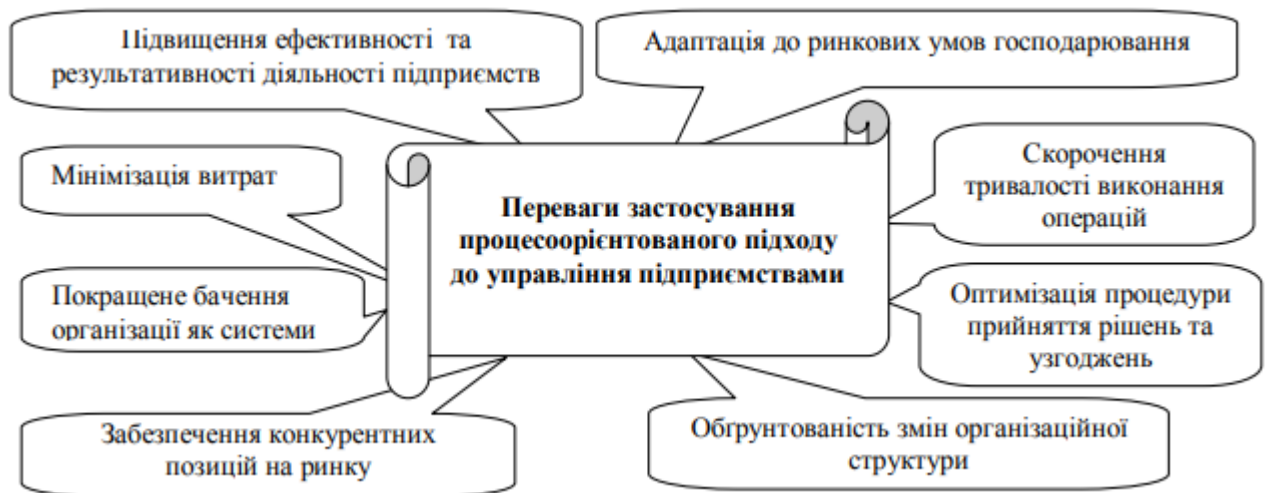 Підвищення ефективності та
результативності діяльності підприємств
Адаптація до ринкових умов господарювання
Мінімізація витрат
Скорочення
тривалості виконання
операцій
Переваги застосування
процесоорієнтованого підходу
до управління підприємствами
Покращене бачення
організації як системи
Оптимізація процедури
прийняття рішень та
узгоджень
Забезпечення конкурентних
позицій на ринку
Обґрунтованість змін організаційної
структури